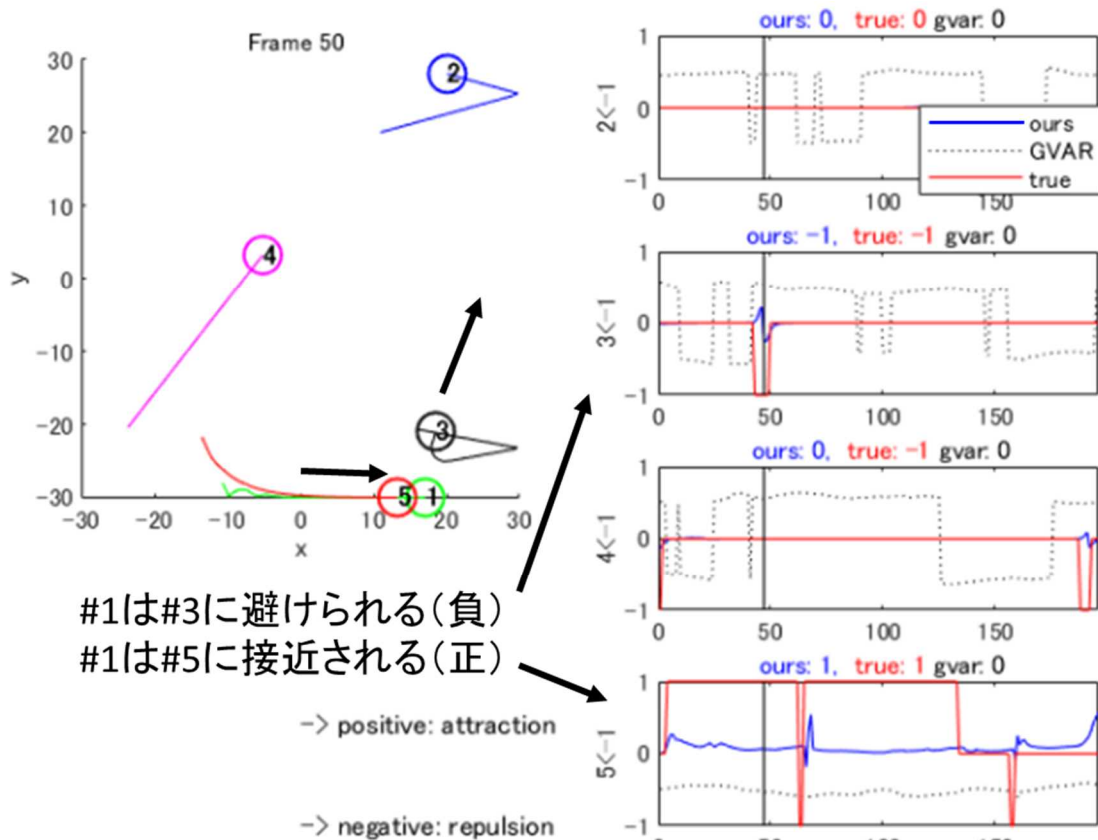 Frame 50
30
20
10
0
-10
-20
-30
y
-30 -20 -10 0 10 20 30
x
2
4
3
5 1
#1は#3に避けられる（負）
#1は#5に接近される（正）
-> positive: attraction
-> negative: repulsion
ours: 0, true: 0 gvar: 0
1
0
-1
2<-1
0 50 100 150
ours
GVAR
true
ours: -1, true: -1 gvar: 0
1
0
-1
3<-1
0 50 100 150
ours: 0, true: -1 gvar: 0
1
0
-1
4<-1
0 50 100 150
ours: 1, true: 1 gvar: 0
1
0
-1
5<-1